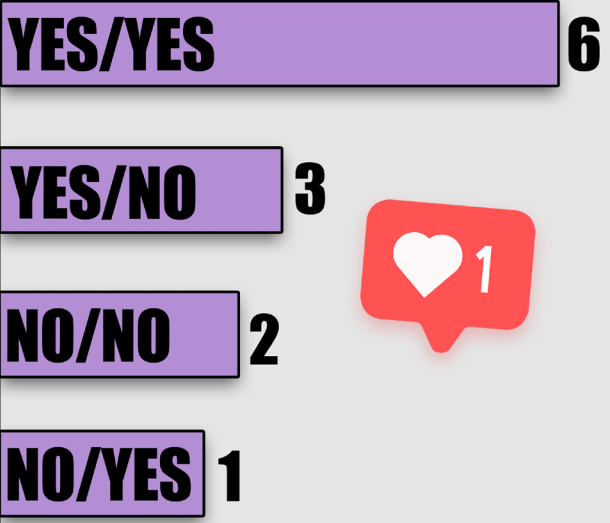 YES/YES 6
YES/NO 3
1
NO/NO 2
NO/YES 1